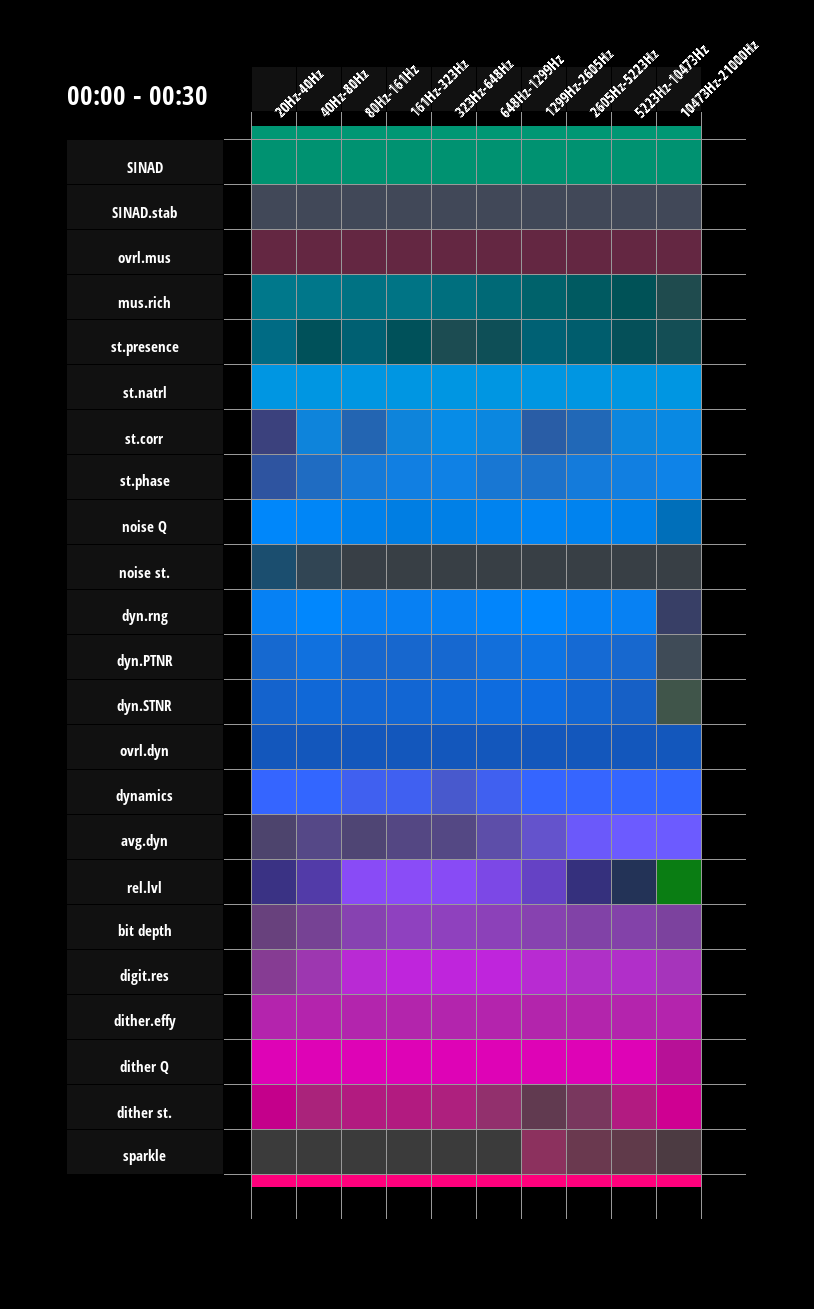 00:00 - 00:30
20Hz-40Hz
40Hz-80Hz
80Hz-161Hz
161Hz-323Hz
323Hz-648Hz
648Hz-1299Hz
1299Hz-2605Hz
2605Hz-5223Hz
5223Hz-10473Hz
10473Hz-21000Hz
SINAD
SINAD.stab
ovrl.mus
mus.rich
st.presence
st.natrl
st.corr
st.phase
noise Q
noise st.
dyn.rng
dyn.PTNR
dyn.STNR
ovrl.dyn
dynamics
avg.dyn
rel.lvl
bit depth
digit.res
dither.effy
dither Q
dither st.
sparkle